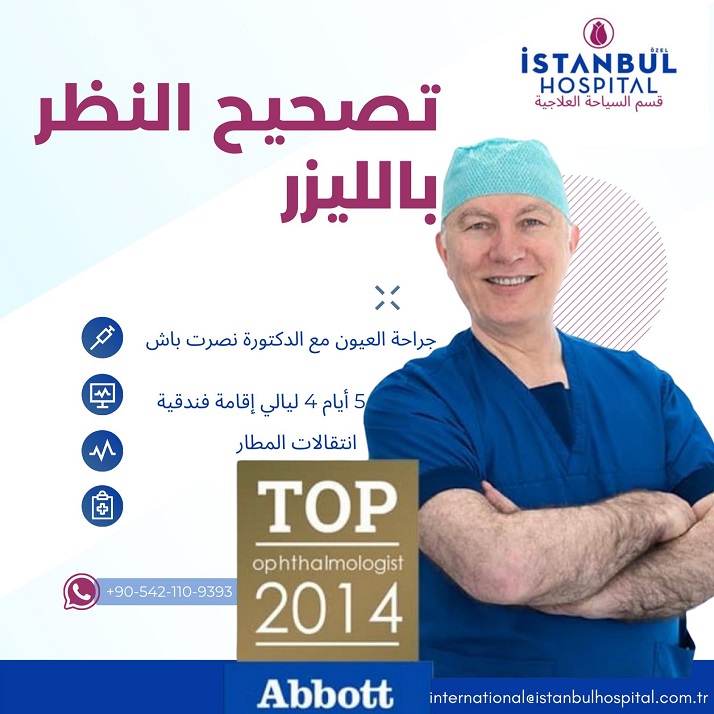 ÖZEL
İSTANBUL
HOSPITAL
قسم السياحة العلاجية
تصحيح النظر
بالليزر
جراحة العيون مع الدكتورة نصرت باش
5 أيام 4 ليالي إقامة فندقية
انتقالات المطار
TOP
ophthalmologist
2014
Abbott
+90-542-110-9393
international@istanbulhospital.com.tr